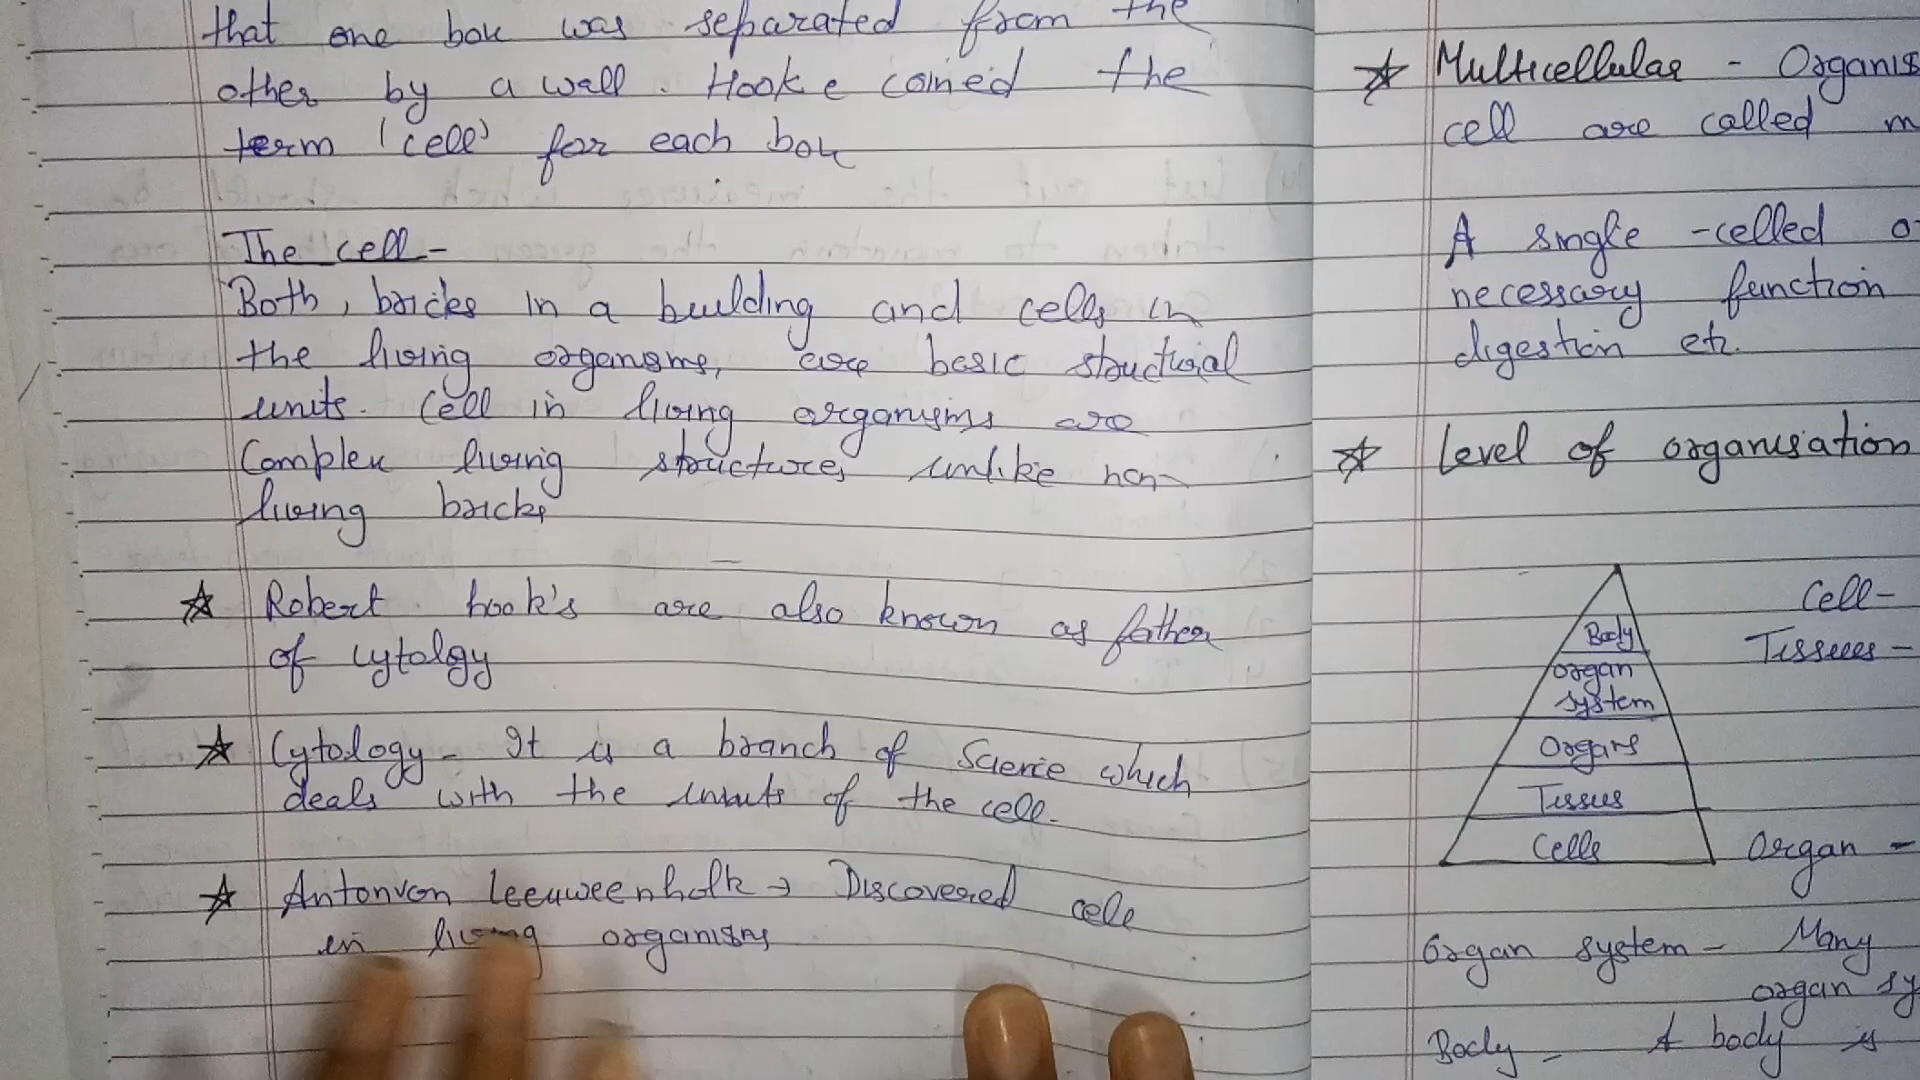 that one box was separated from the
other by a wall. Hooke coined the
term 'cell' for each box
The cell-
Both, bricks in a building and cells in
the living organisms, are basic structural
units. Cell in living organisms are
Complex living structures unlike non-
living bricks
☆ Robert hook's are also known as father
of cytolgy
☆ Cytology - It is a branch of Science which
deals with the of the cell.
☆ Antonvon Leeuweenholk → Discovered cell
in living organisms
☆ Multicellular - Organis
cell are called m
A single -celled o
necessary function
digestion etc.
☆ Level of organisation
Body
organ
system
Organs
Tissues
Cells
Cell-
Tissues -
Organ -
Organ system - Many
organ sy
Body - A body is